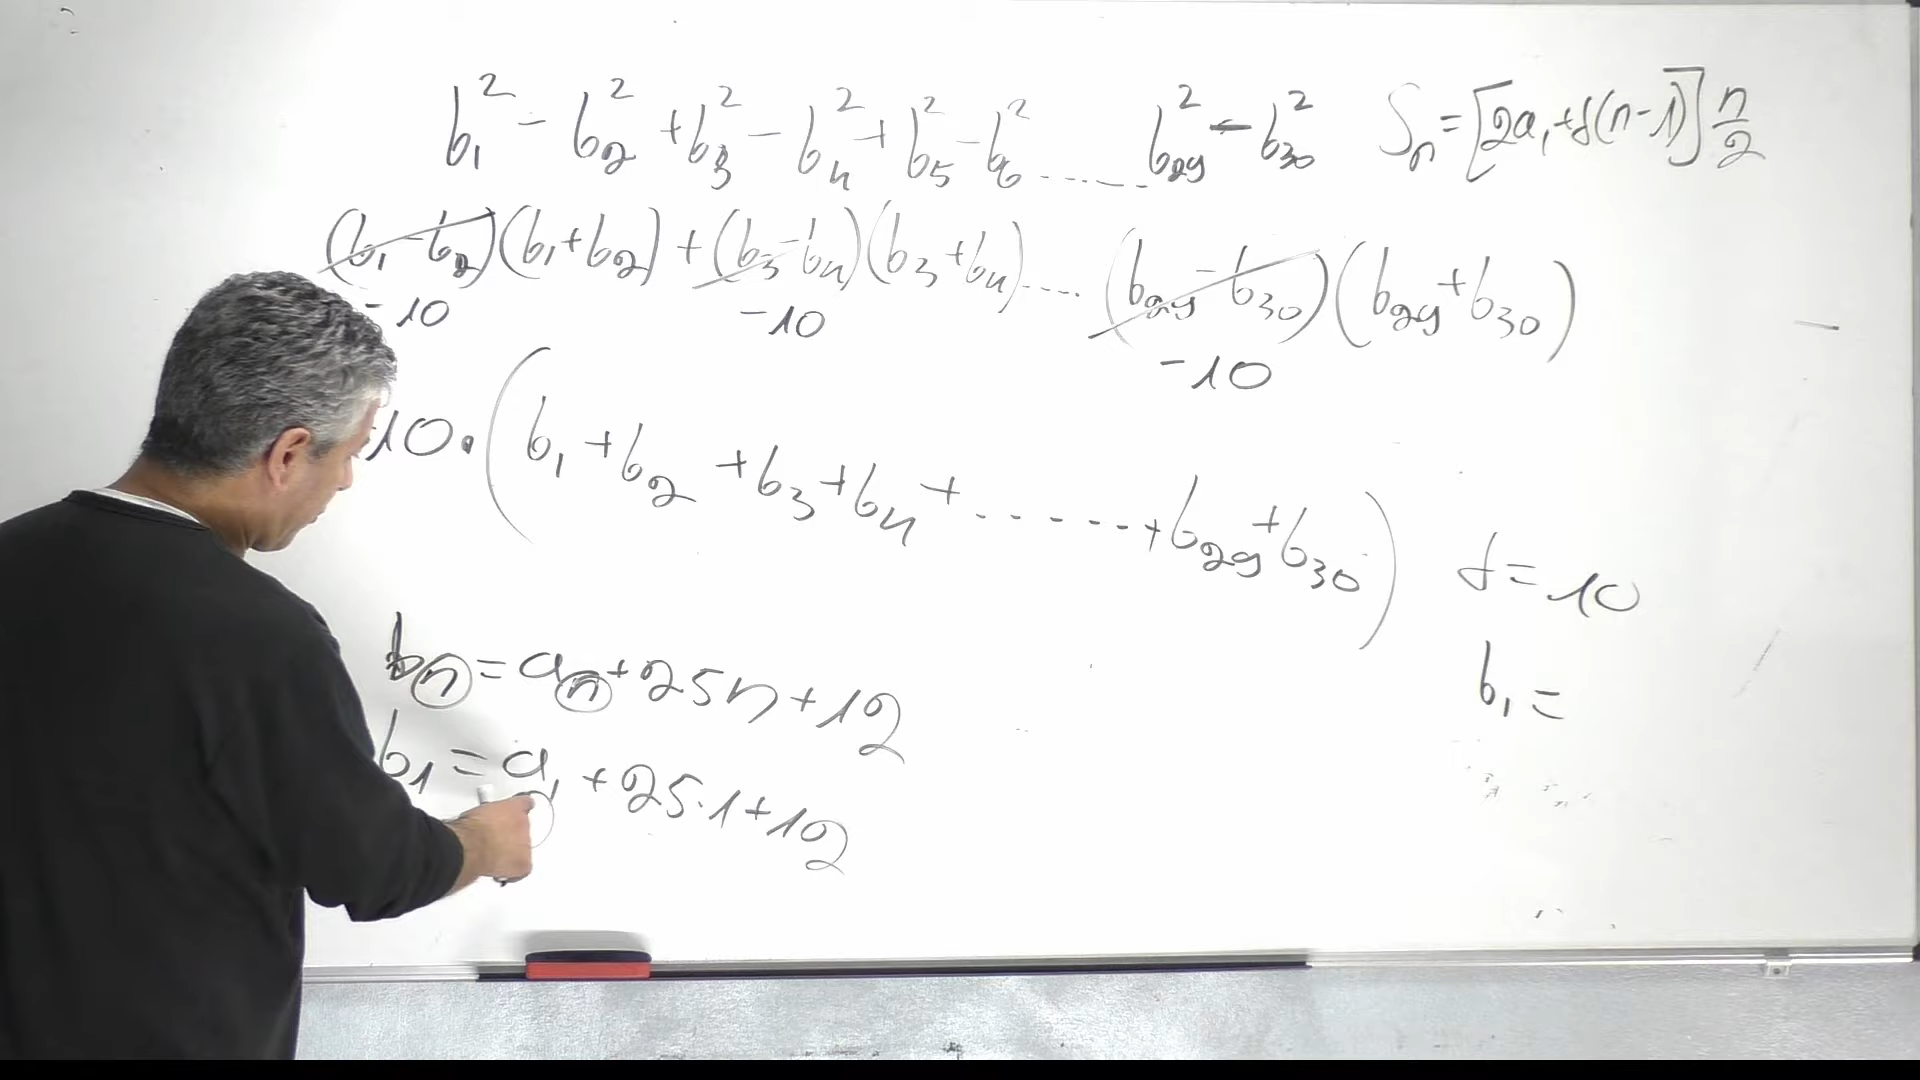 b₁² - b₂² + b₃² - b₄² + b₅² - b₆² ........ b₂₉² - b₃₀²
Sₙ = [2a₁ + d(n-1)] n/2
(b₁ - b₂)(b₁ + b₂) + (b₃ - b₄)(b₃ + b₄) ..... (b₂₉ - b₃₀)(b₂₉ + b₃₀)
-10 -10 -10
10 · (b₁ + b₂ + b₃ + b₄ + ........ + b₂₉ + b₃₀)
d = 10
b₁ =
bₙ = aₙ + 25n + 12
b₁ = a₁ + 25·1 + 12